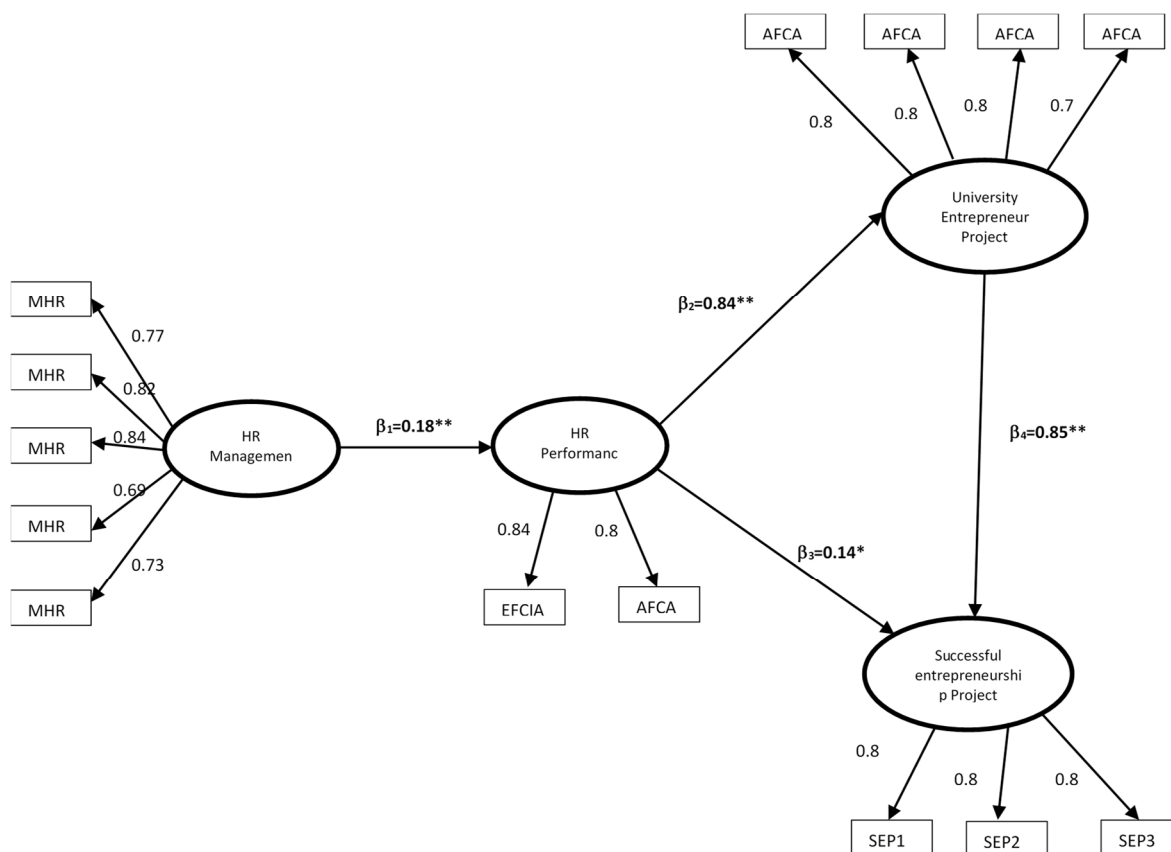 AFCA
AFCA
AFCA
AFCA
0.8
0.8
0.8
0.7
University
Entrepreneur
Project
MHR
0.77
β₂=0.84**
MHR
0.82
MHR
0.84
HR
Managemen
β₁=0.18**
HR
Performanc
β₄=0.85**
MHR
0.69
0.84
0.8
β₃=0.14*
0.73
MHR
EFCIA
AFCA
Successful
entrepreneurshi
p Project
0.8
0.8
0.8
SEP1
SEP2
SEP3